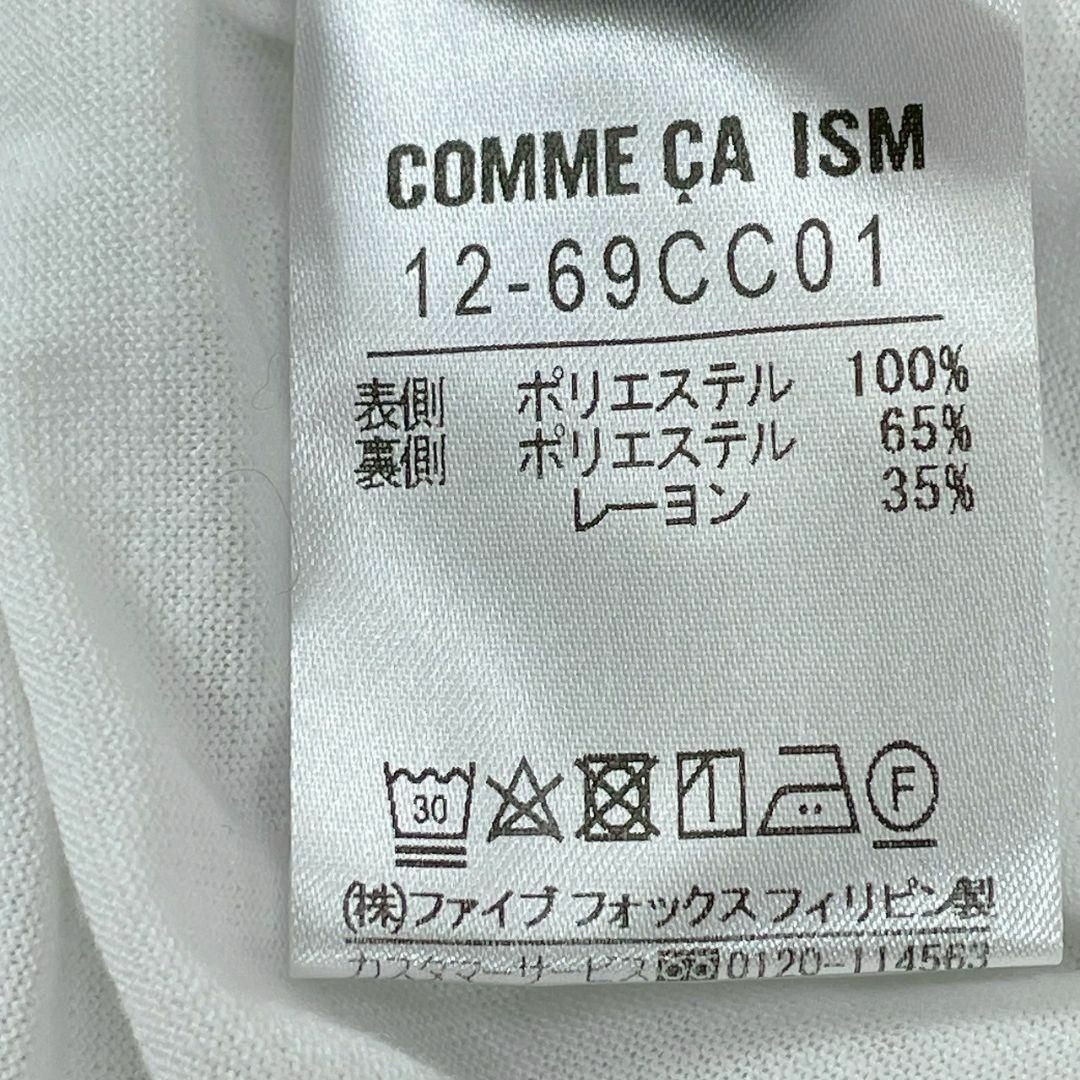 COMME ÇA ISM
12-69CC01
表側 ポリエステル 100%
裏側 ポリエステル 65%
レーヨン 35%
30 F
(株)ファイブ フォックス フィリピン製
カスタマーサービス 0120-114563